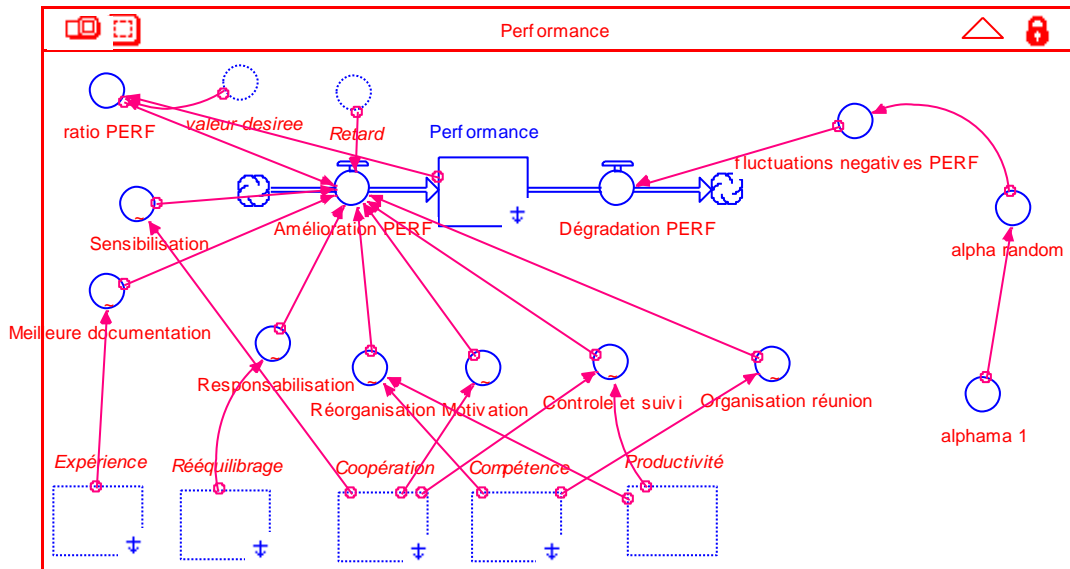 Performance
ratio PERF
valeur desiree
Retard
Performance
fluctuations negatives PERF
Sensibilisation
Amélioration PERF
Dégradation PERF
alpha random
Meilleure documentation
Responsabilisation
Réorganisation
Motivation
Controle et suivi
Organisation réunion
alphama 1
Expérience
Rééquilibrage
Coopération
Compétence
Productivité